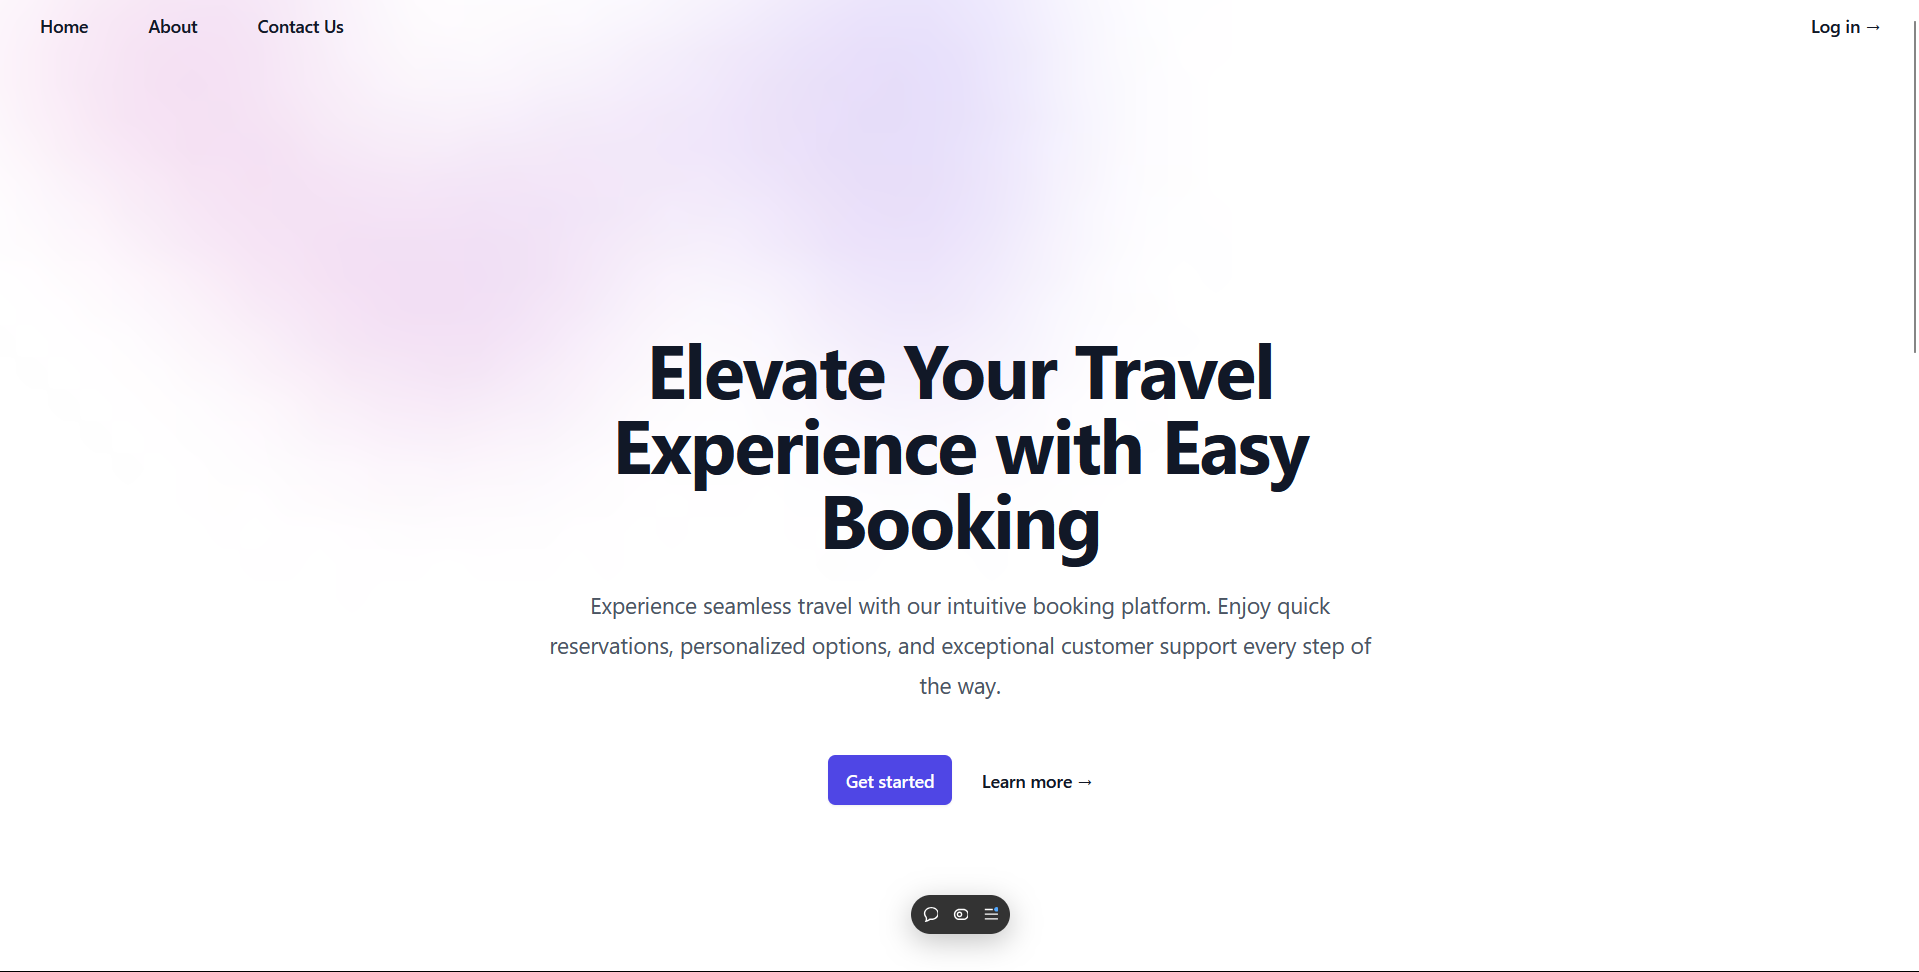 Home About Contact Us Log in →
Elevate Your Travel
Experience with Easy
Booking
Experience seamless travel with our intuitive booking platform. Enjoy quick
reservations, personalized options, and exceptional customer support every step of
the way.
Get started Learn more →